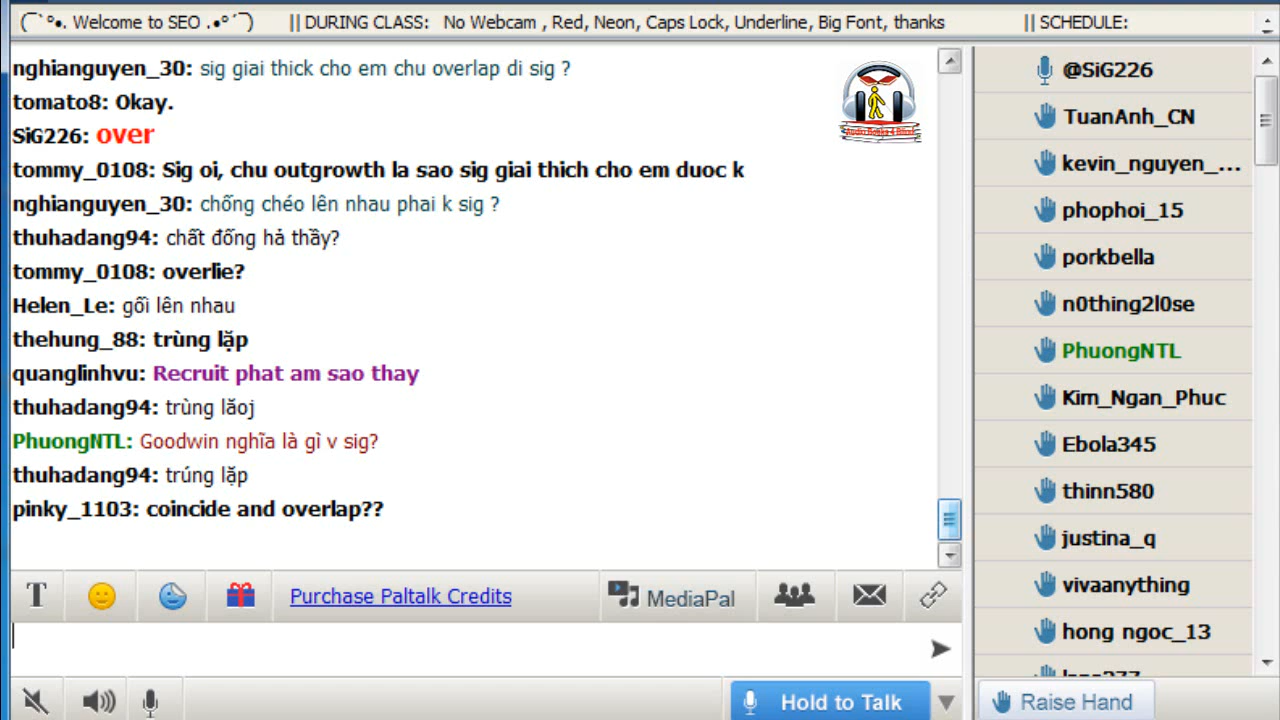 (¯`°•. Welcome to SEO .•°´¯) || DURING CLASS: No Webcam , Red, Neon, Caps Lock, Underline, Big Font, thanks || SCHEDULE:
nghianguyen_30: sig giai thick cho em chu overlap di sig ?
tomato8: Okay.
SiG226: over
tommy_0108: Sig oi, chu outgrowth la sao sig giai thich cho em duoc k
nghianguyen_30: chống chéo lên nhau phai k sig ?
thuhadang94: chất đống hả thầy?
tommy_0108: overlie?
Helen_Le: gối lên nhau
thehung_88: trùng lặp
quanglinhvu: Recruit phat am sao thay
thuhadang94: trùng lăoj
PhuongNTL: Goodwin nghĩa là gì v sig?
thuhadang94: trúng lặp
pinky_1103: coincide and overlap??
@SiG226
TuanAnh_CN
kevin_nguyen_...
phophoi_15
porkbella
n0thing2l0se
PhuongNTL
Kim_Ngan_Phuc
Ebola345
thinn580
justina_q
vivaanything
hong ngoc_13
T
Purchase Paltalk Credits
MediaPal
Hold to Talk
Raise Hand